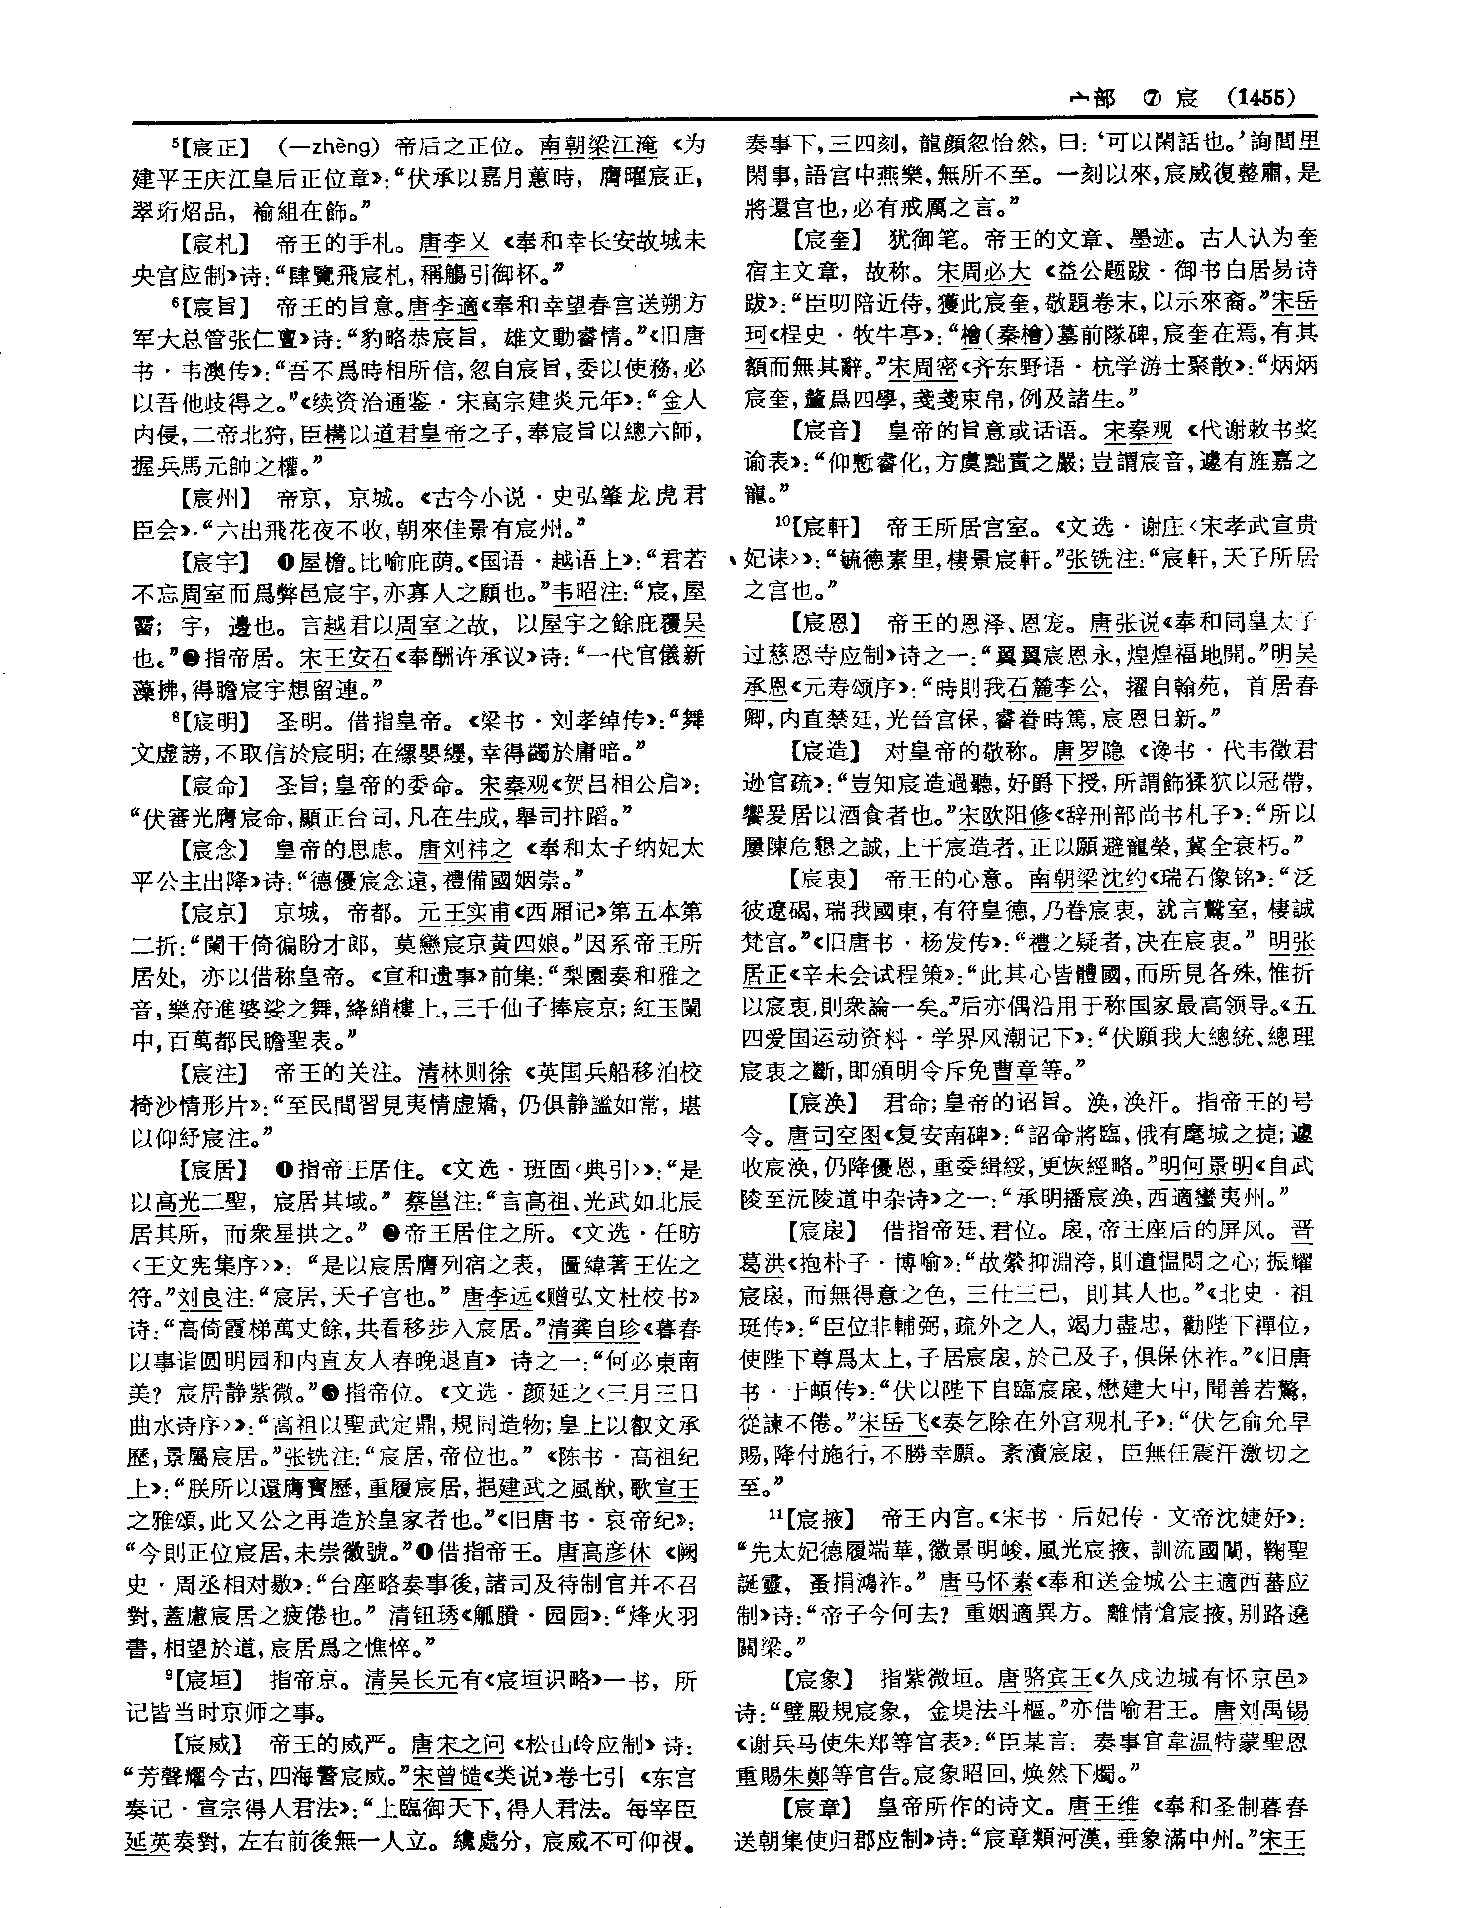 宀部 ⑦ 宸 (1455)
⁵【宸正】 (—zhèng) 帝后之正位。南朝梁江淹《为
建平王庆江皇后正位章》：“伏承以嘉月蕙時，膺曜宸正，
翠珩炤品，褕組在飾。”
【宸札】 帝王的手札。唐李乂《奉和幸长安故城未
央宫应制》诗：“肆覽飛宸札，稱觴引御杯。”
⁶【宸旨】 帝王的旨意。唐李適《奉和幸望春宫送朔方
军大总管张仁亶》诗：“豹略恭宸旨，雄文動睿情。”《旧唐
书·韦澳传》：“吾不爲時相所信，忽自宸旨，委以使務，必
以吾他歧得之。”《续资治通鉴·宋高宗建炎元年》：“金人
内侵，二帝北狩，臣構以道君皇帝之子，奉宸旨以總六師，
握兵馬元帥之權。”
【宸州】 帝京，京城。《古今小说·史弘肇龙虎君
臣会》：“六出飛花夜不收，朝來佳景有宸州。”
【宸宇】 ❶屋檐。比喻庇荫。《国语·越语上》：“君若
不忘周室而爲弊邑宸宇，亦寡人之願也。”韦昭注：“宸，屋
霤；宇，邊也。言越君以周室之故，以屋宇之餘庇覆吴
也。”❷指帝居。宋王安石《奉酬许承议》诗：“一代官儀新
藻拂，得瞻宸宇想留連。”
⁸【宸明】 圣明。借指皇帝。《梁书·刘孝绰传》：“舞
文虚謗，不取信於宸明；在縲嬰纆，幸得蠲於庸暗。”
【宸命】 圣旨；皇帝的委命。宋秦观《贺吕相公启》：
“伏審光膺宸命，顯正台司，凡在生成，舉司抃蹈。”
【宸念】 皇帝的思虑。唐刘祎之《奉和太子纳妃太
平公主出降》诗：“德優宸念遠，禮備國姻崇。”
【宸京】 京城，帝都。元王实甫《西厢记》第五本第
二折：“闌干倚徧盼才郎，莫戀宸京黄四娘。”因系帝王所
居处，亦以借称皇帝。《宣和遗事》前集：“梨園奏和雅之
音，樂府進婆娑之舞，絳綃樓上，三千仙子捧宸京；紅玉闌
中，百萬都民瞻聖表。”
【宸注】 帝王的关注。清林则徐《英国兵船移泊校
椅沙情形片》：“至民間習見夷情虚矯，仍俱静謐如常，堪
以仰紓宸注。”
【宸居】 ❶指帝王居住。《文选·班固〈典引〉》：“是
以高光二聖，宸居其域。”蔡邕注：“言高祖、光武如北辰
居其所，而衆星拱之。”❷帝王居住之所。《文选·任昉
〈王文宪集序〉》：“是以宸居膺列宿之表，圖緯著王佐之
符。”刘良注：“宸居，天子宫也。”唐李远《赠弘文杜校书》
诗：“高倚霞梯萬丈餘，共看移步入宸居。”清龚自珍《暮春
以事诣圆明园和内直友人春晚退直》诗之一：“何必東南
美？宸居静紫微。”❸指帝位。《文选·颜延之〈三月三日
曲水诗序〉》：“高祖以聖武定鼎，規同造物；皇上以叡文承
歷，景屬宸居。”张铣注：“宸居，帝位也。”《陈书·高祖纪
上》：“朕所以還膺寶歷，重履宸居，挹建武之風猷，歌宣王
之雅頌，此又公之再造於皇家者也。”《旧唐书·哀帝纪》：
“今則正位宸居，未崇徽號。”❹借指帝王。唐高彦休《阙
史·周丞相对敭》：“台座略奏事後，諸司及待制官并不召
對，蓋慮宸居之疲倦也。”清钮琇《觚賸·园园》：“烽火羽
書，相望於道，宸居爲之憔悴。”
⁹【宸垣】 指帝京。清吴长元有《宸垣识略》一书，所
记皆当时京师之事。
【宸威】 帝王的威严。唐宋之问《松山岭应制》诗：
“芳聲耀今古，四海警宸威。”宋曾慥《类说》卷七引《东宫
奏记·宣宗得人君法》：“上臨御天下，得人君法。每宰臣
延英奏對，左右前後無一人立。纔處分，宸威不可仰視。
奏事下，三四刻，龍顔忽怡然，曰：‘可以閑話也。’詢閭里
閑事，語宫中燕樂，無所不至。一刻以來，宸威復整肅，是
將還宫也，必有戒厲之言。”
【宸奎】 犹御笔。帝王的文章、墨迹。古人认为奎
宿主文章，故称。宋周必大《益公题跋·御书白居易诗
跋》：“臣叨陪近侍，獲此宸奎，敬題卷末，以示來裔。”宋岳
珂《桯史·牧牛亭》：“檜(秦檜)墓前隊碑，宸奎在焉，有其
額而無其辭。”宋周密《齐东野语·杭学游士聚散》：“炳炳
宸奎，釐爲四學，戔戔束帛，例及諸生。”
【宸音】 皇帝的旨意或话语。宋秦观《代谢敕书奖
谕表》：“仰慙睿化，方虞黜責之嚴；豈謂宸音，遽有旌嘉之
寵。”
¹⁰【宸軒】 帝王所居宫室。《文选·谢庄〈宋孝武宣贵
妃诔〉》：“毓德素里，棲景宸軒。”张铣注：“宸軒，天子所居
之宫也。”
【宸恩】 帝王的恩泽、恩宠。唐张说《奉和同皇太子
过慈恩寺应制》诗之一：“翼翼宸恩永，煌煌福地開。”明吴
承恩《元寿颂序》：“時則我石麓李公，擢自翰苑，首居春
卿，内直禁廷，光晉宫保，睿眷時篤，宸恩日新。”
【宸造】 对皇帝的敬称。唐罗隐《谗书·代韦徵君
逊官疏》：“豈知宸造過聽，好爵下授，所謂飾猱狖以冠帶，
饗爰居以酒食者也。”宋欧阳修《辞刑部尚书札子》：“所以
屢陳危懇之誠，上干宸造者，正以願避寵榮，冀全衰朽。”
【宸衷】 帝王的心意。南朝梁沈约《瑞石像铭》：“泛
彼遼碣，瑞我國東，有符皇德，乃眷宸衷，就言鷲室，棲誠
梵宫。”《旧唐书·杨发传》：“禮之疑者，决在宸衷。”明张
居正《辛未会试程策》：“此其心皆體國，而所見各殊，惟折
以宸衷，則衆論一矣。”后亦偶沿用于称国家最高领导。《五
四爱国运动资料·学界风潮记下》：“伏願我大總統、總理
宸衷之斷，即頒明令斥免曹章等。”
【宸涣】 君命；皇帝的诏旨。涣，涣汗。指帝王的号
令。唐司空图《复安南碑》：“詔命將臨，俄有麾城之捷；遽
收宸涣，仍降優恩，重委緝綏，更恢經略。”明何景明《自武
陵至沅陵道中杂诗》之一：“承明播宸涣，西適蠻夷州。”
【宸扆】 借指帝廷、君位。扆，帝王座后的屏风。晋
葛洪《抱朴子·博喻》：“故縈抑淵洿，則遺愠悶之心；振耀
宸扆，而無得意之色，三仕三已，則其人也。”《北史·祖
珽传》：“臣位非輔弼，疏外之人，竭力盡忠，勸陛下禪位，
使陛下尊爲太上，子居宸扆，於己及子，俱保休祚。”《旧唐
书·于頔传》：“伏以陛下自臨宸扆，懋建大中，聞善若驚，
從諫不倦。”宋岳飞《奏乞除在外宫观札子》：“伏乞俞允早
賜，降付施行，不勝幸願。紊瀆宸扆，臣無任震汗激切之
至。”
¹¹【宸掖】 帝王内宫。《宋书·后妃传·文帝沈婕妤》：
“先太妃德履端華，徽景明峻，風光宸掖，訓流國闈，鞠聖
誕靈，蚤捐鴻祚。”唐马怀素《奉和送金城公主適西蕃应
制》诗：“帝子今何去？重姻適異方。離情愴宸掖，别路遶
關梁。”
【宸象】 指紫微垣。唐骆宾王《久戍边城有怀京邑》
诗：“璧殿規宸象，金堤法斗樞。”亦借喻君王。唐刘禹锡
《谢兵马使朱郑等官表》：“臣某言：奏事官韋温特蒙聖恩
重賜朱鄭等官告。宸象昭回，焕然下燭。”
【宸章】 皇帝所作的诗文。唐王维《奉和圣制暮春
送朝集使归郡应制》诗：“宸章類河漢，垂象滿中州。”宋王